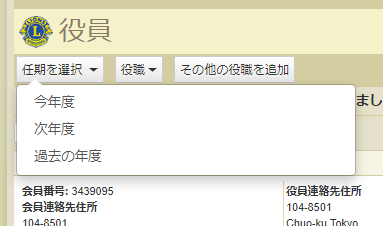 役員
任期を選択 役職 その他の役職を追加
今年度
次年度
過去の年度
まし
会員番号: 3439095
会員連絡先住所
104-8501
役員連絡先住所
104-8501
Chuo-ku Tokyo